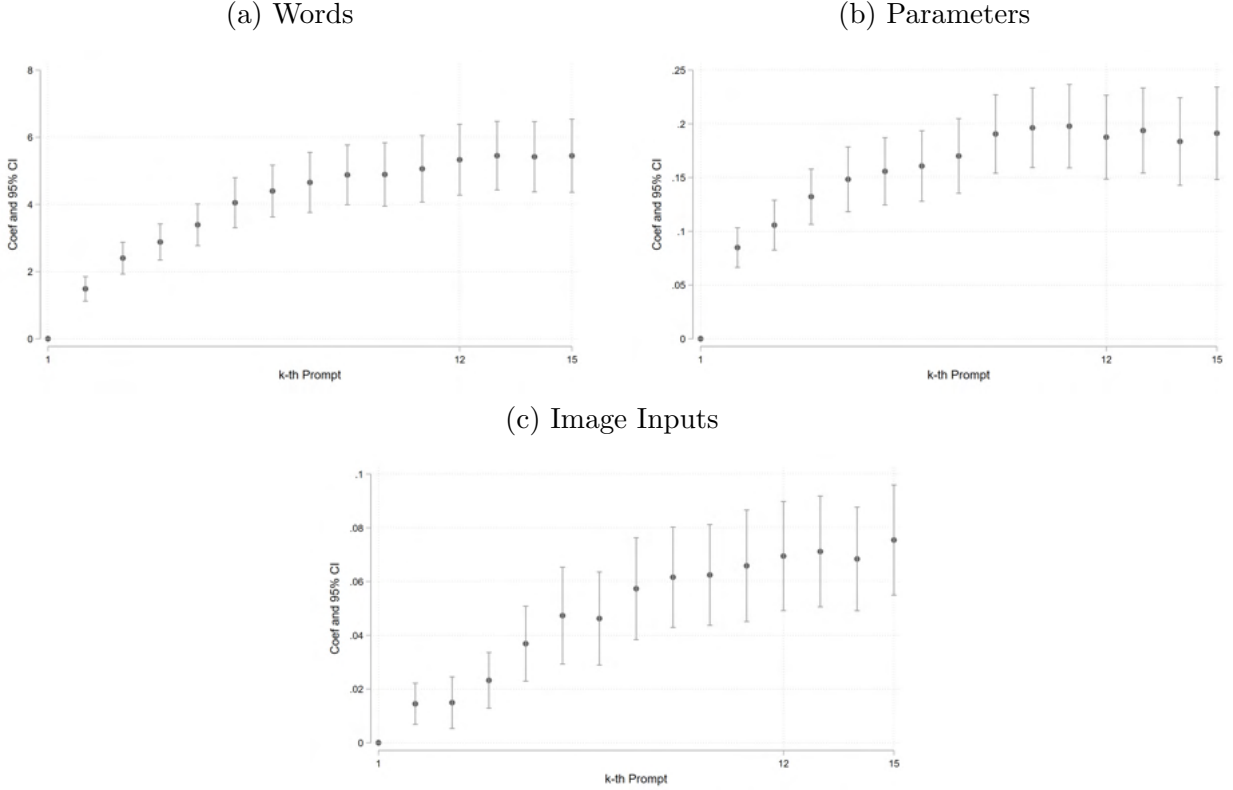 (a) Words
8
6
4
2
0
Coef and 95% CI
1
12
15
k-th Prompt
(b) Parameters
.25
.2
.15
.1
.05
0
Coef and 95% CI
1
12
15
k-th Prompt
(c) Image Inputs
.1
.08
.06
.04
.02
0
Coef and 95% CI
1
12
15
k-th Prompt